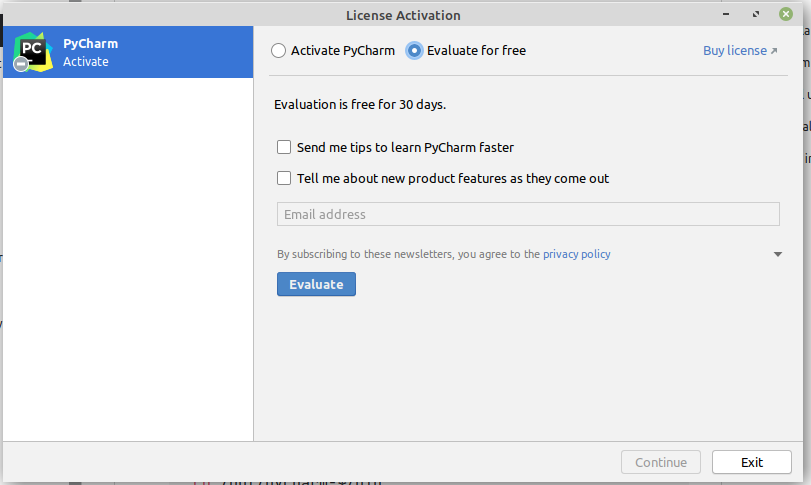 License Activation
PC
PyCharm
Activate
Activate PyCharm
Evaluate for free
Buy license ↗
Evaluation is free for 30 days.
Send me tips to learn PyCharm faster
Tell me about new product features as they come out
Email address
By subscribing to these newsletters, you agree to the privacy policy
Evaluate
Continue
Exit